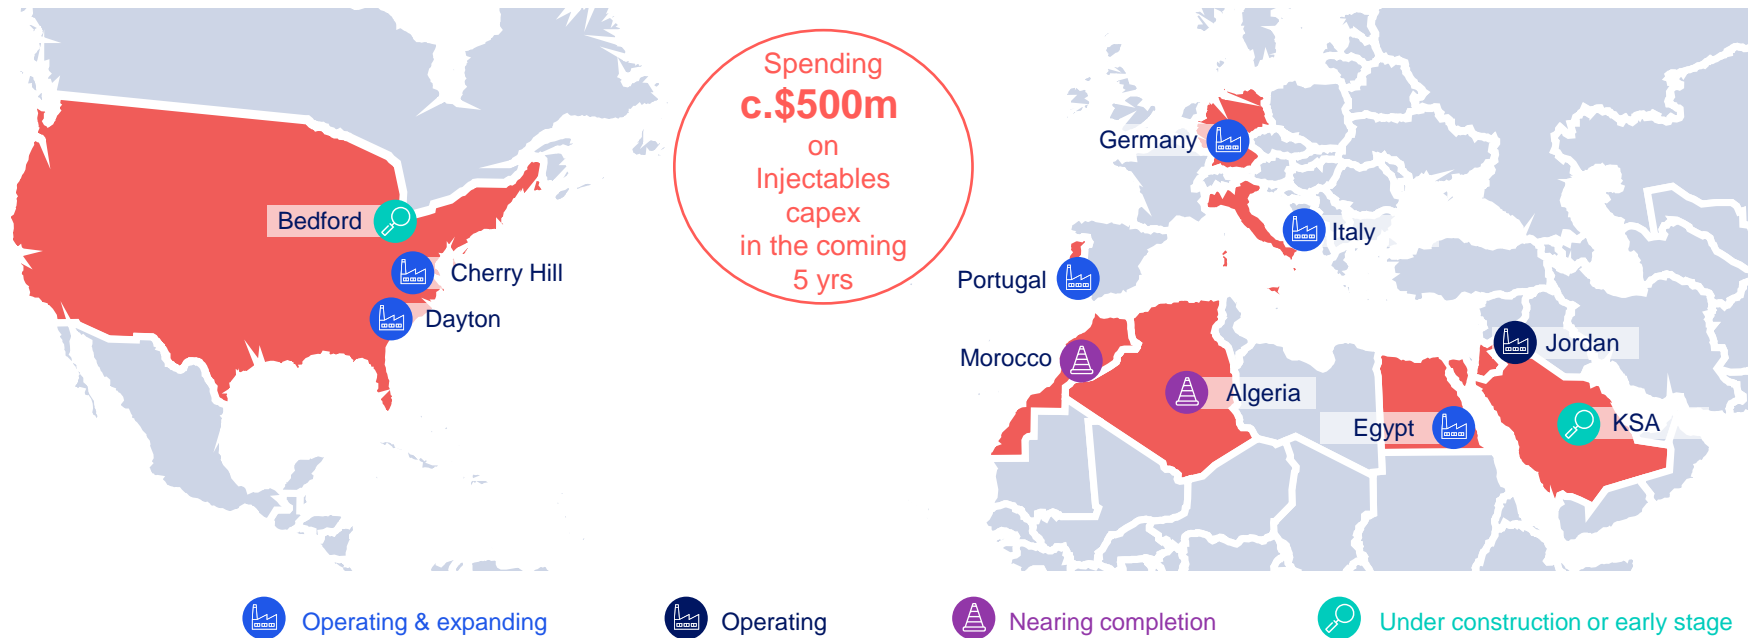 Spending
c.$500m
on
Injectables
capex
in the coming
5 yrs
Bedford
Cherry Hill
Dayton
Germany
Italy
Portugal
Morocco
Algeria
Jordan
Egypt
KSA
Operating & expanding
Operating
Nearing completion
Under construction or early stage